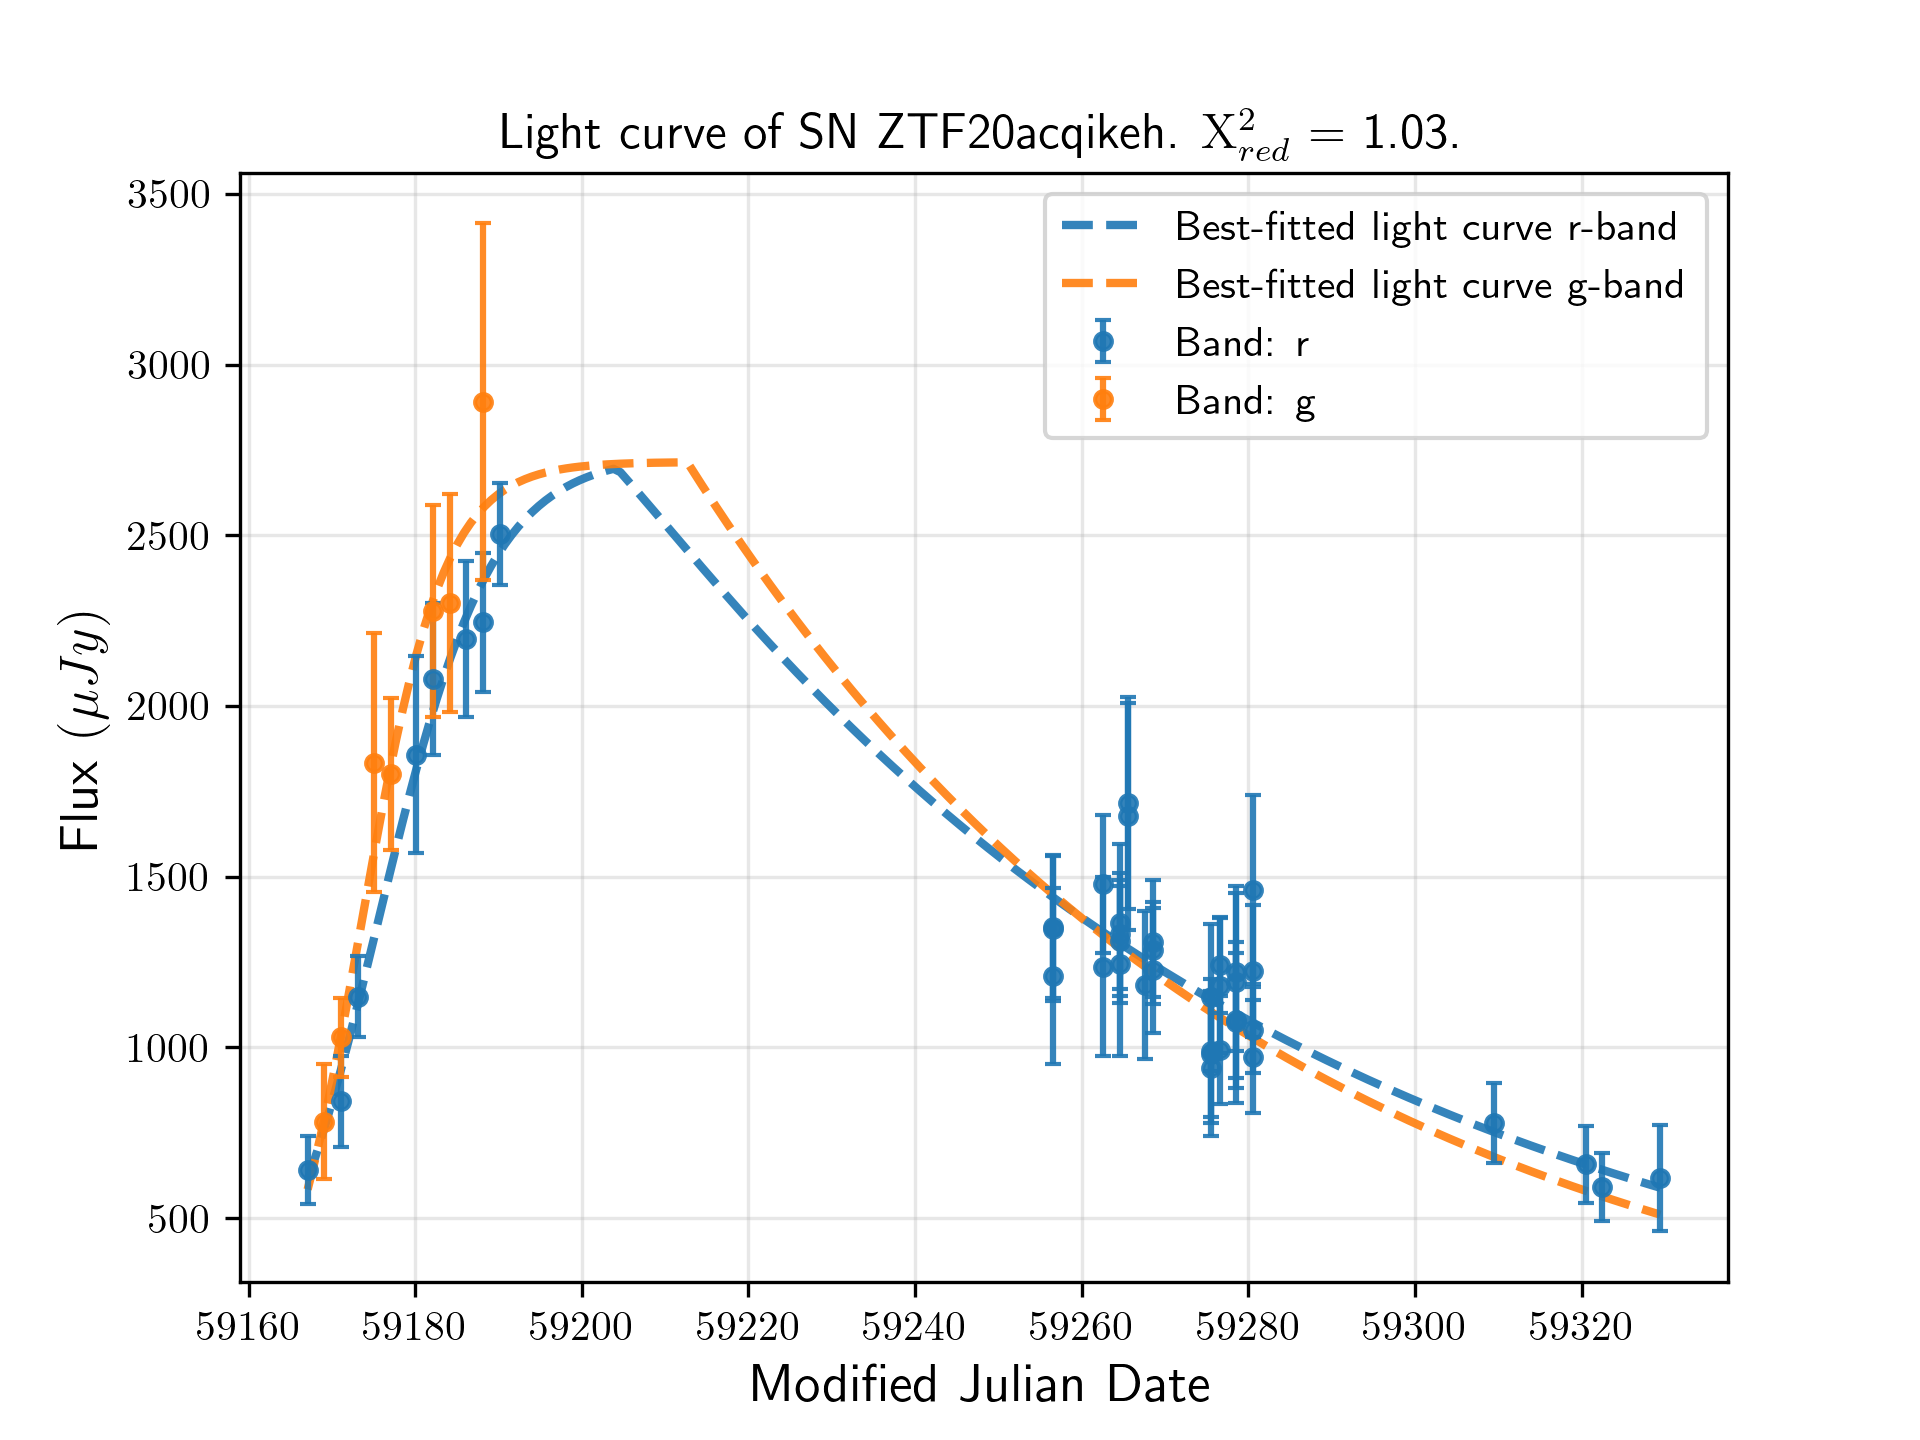 Light curve of SN ZTF20acqikeh. X²_red = 1.03.
3500
3000
2500
2000
1500
1000
500
Flux (μJy)
Best-fitted light curve r-band
Best-fitted light curve g-band
Band: r
Band: g
59160 59180 59200 59220 59240 59260 59280 59300 59320
Modified Julian Date